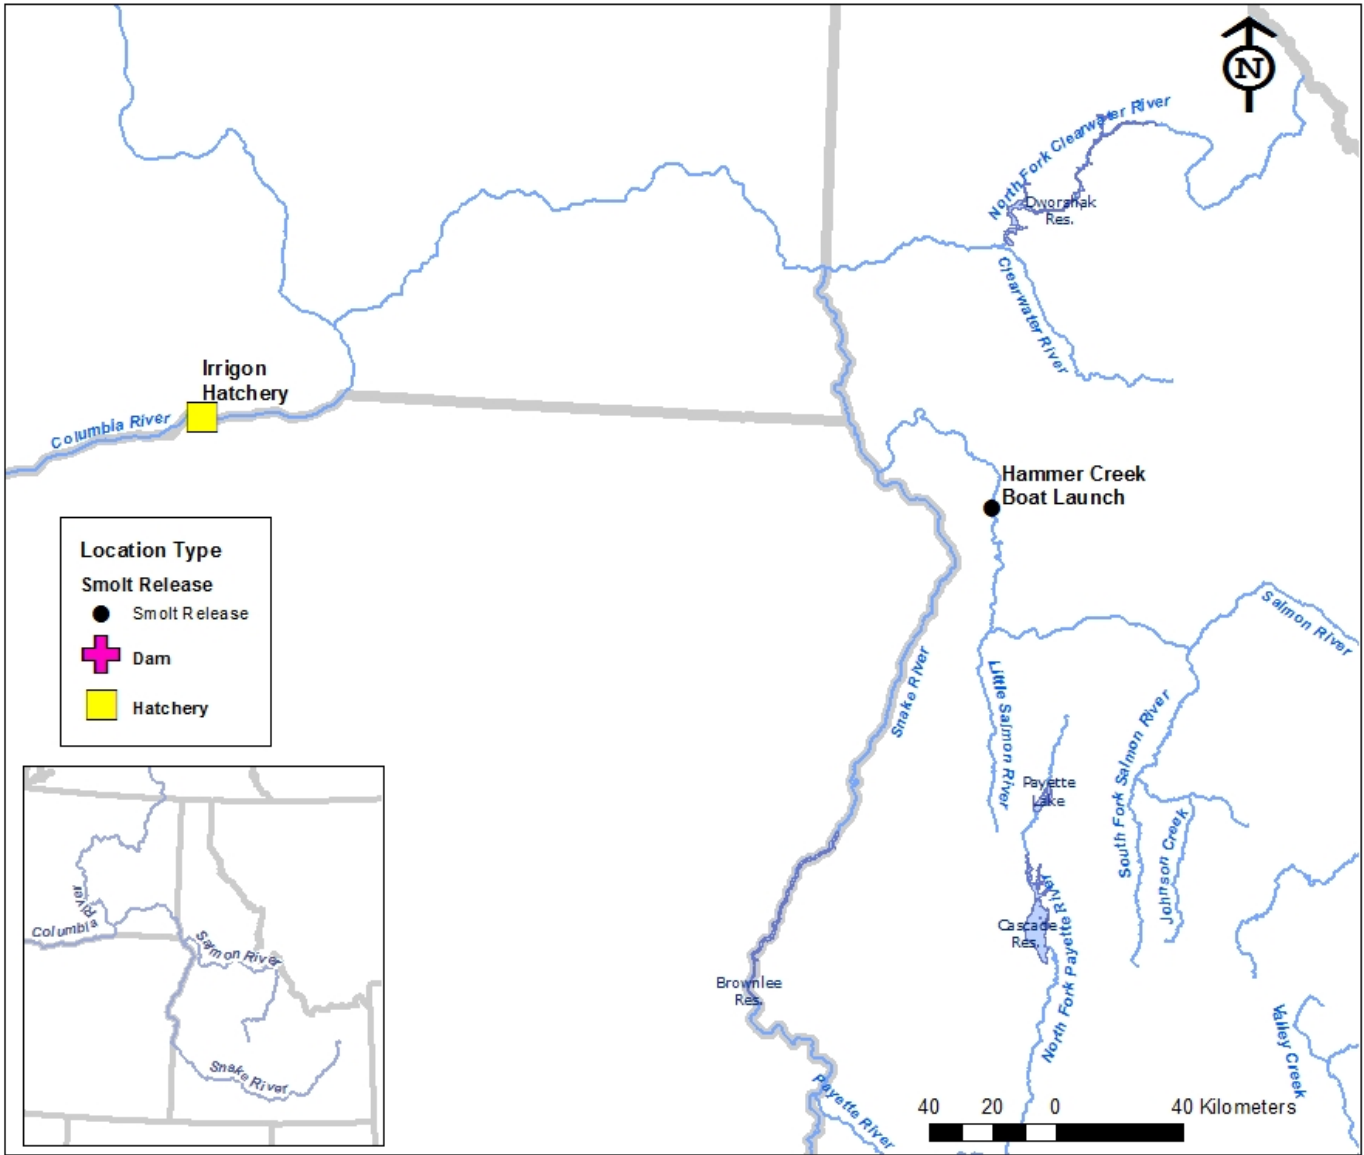 N
North Fork Clearwater River
Dworshak
Res.
Clearwater River
Irrigon
Hatchery
Columbia River
Hammer Creek
Boat Launch
Location Type
Smolt Release
Smolt Release
Dam
Hatchery
Salmon River
Snake River
Little Salmon River
South Fork Salmon River
Payette
Lake
Johnson Creek
Cascade
Res.
North Fork Payette River
Brownlee
Res.
Valley Creek
Payette River
Columbia River
Salmon River
Snake River
40 20 0 40 Kilometers